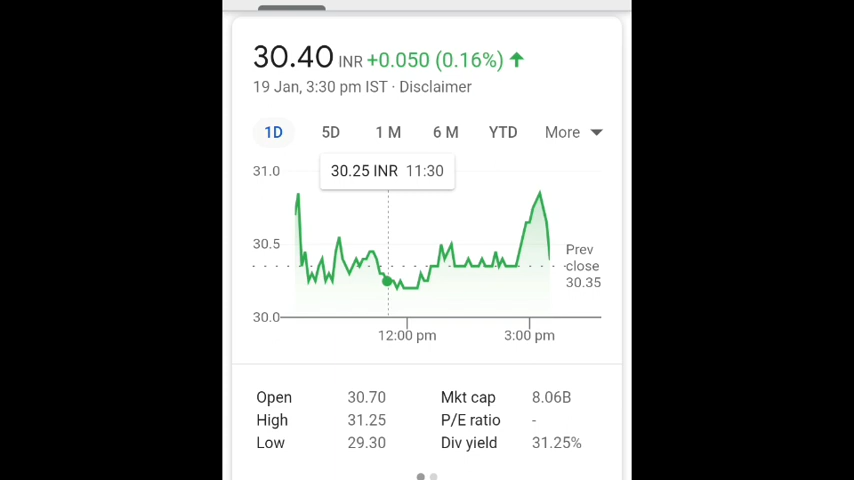 30.40 INR +0.050 (0.16%) ↑
19 Jan, 3:30 pm IST · Disclaimer
1D 5D 1 M 6 M YTD More
30.25 INR 11:30
31.0
30.5
30.0
Prev
close
30.35
12:00 pm 3:00 pm
Open 30.70 Mkt cap 8.06B
High 31.25 P/E ratio -
Low 29.30 Div yield 31.25%